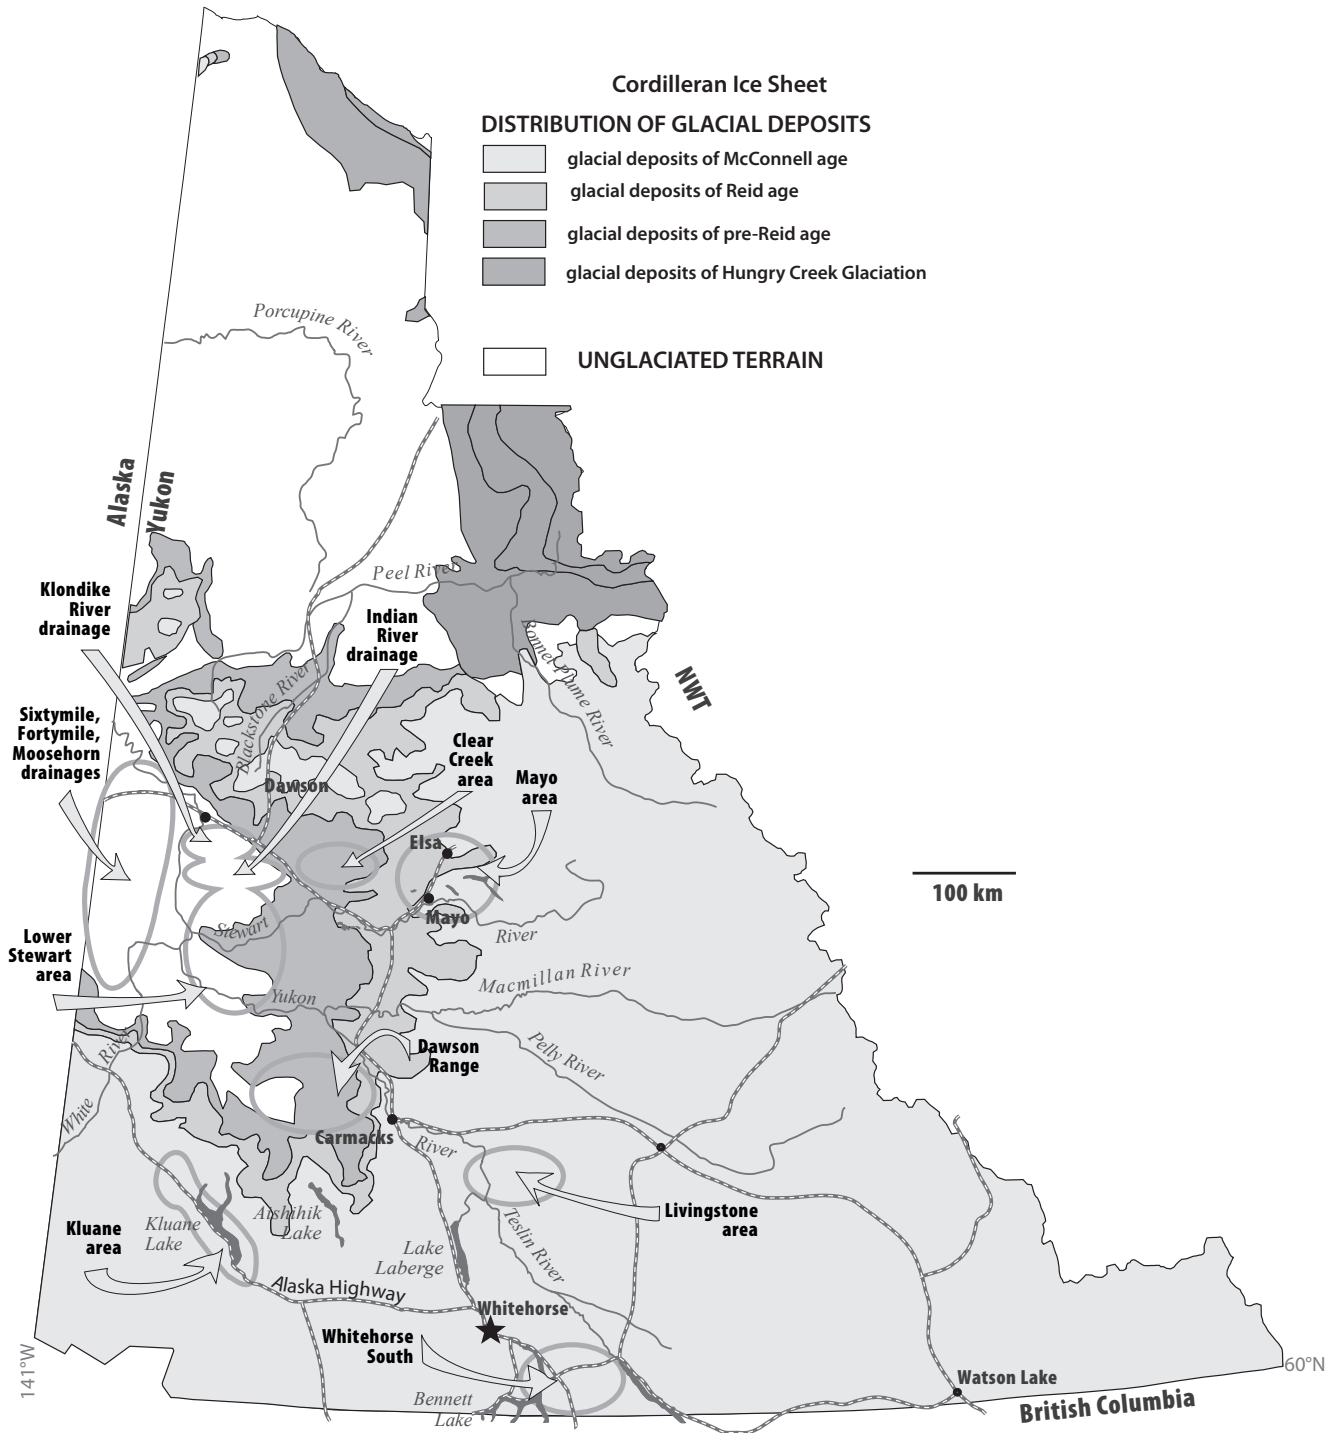 Cordilleran Ice Sheet
DISTRIBUTION OF GLACIAL DEPOSITS
glacial deposits of McConnell age
glacial deposits of Reid age
glacial deposits of pre-Reid age
glacial deposits of Hungry Creek Glaciation
UNGLACIATED TERRAIN
Porcupine River
Alaska
Yukon
Peel River
Klondike
River
drainage
Indian
River
drainage
Bonnet Plume River
NWT
Blackstone River
Sixtymile,
Fortymile,
Moosehorn
drainages
Clear
Creek
area
Mayo
area
Dawson
Elsa
100 km
Mayo
Stewart
River
Lower
Stewart
area
Macmillan River
Yukon
Pelly River
Dawson
Range
River
White
Carmacks
River
Livingstone
area
Kluane
area
Kluane
Lake
Aishihik
Lake
Teslin River
Lake
Laberge
Alaska Highway
Whitehorse
Whitehorse
South
141°W
60°N
Watson Lake
Bennett
Lake
British Columbia